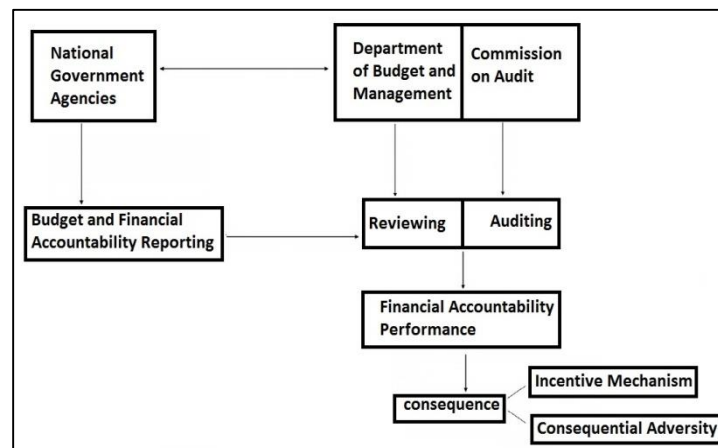 National
Government
Agencies
Department
of Budget and
Management
Commission
on Audit
Budget and Financial
Accountability Reporting
Reviewing
Auditing
Financial Accountability
Performance
consequence
Incentive Mechanism
Consequential Adversity